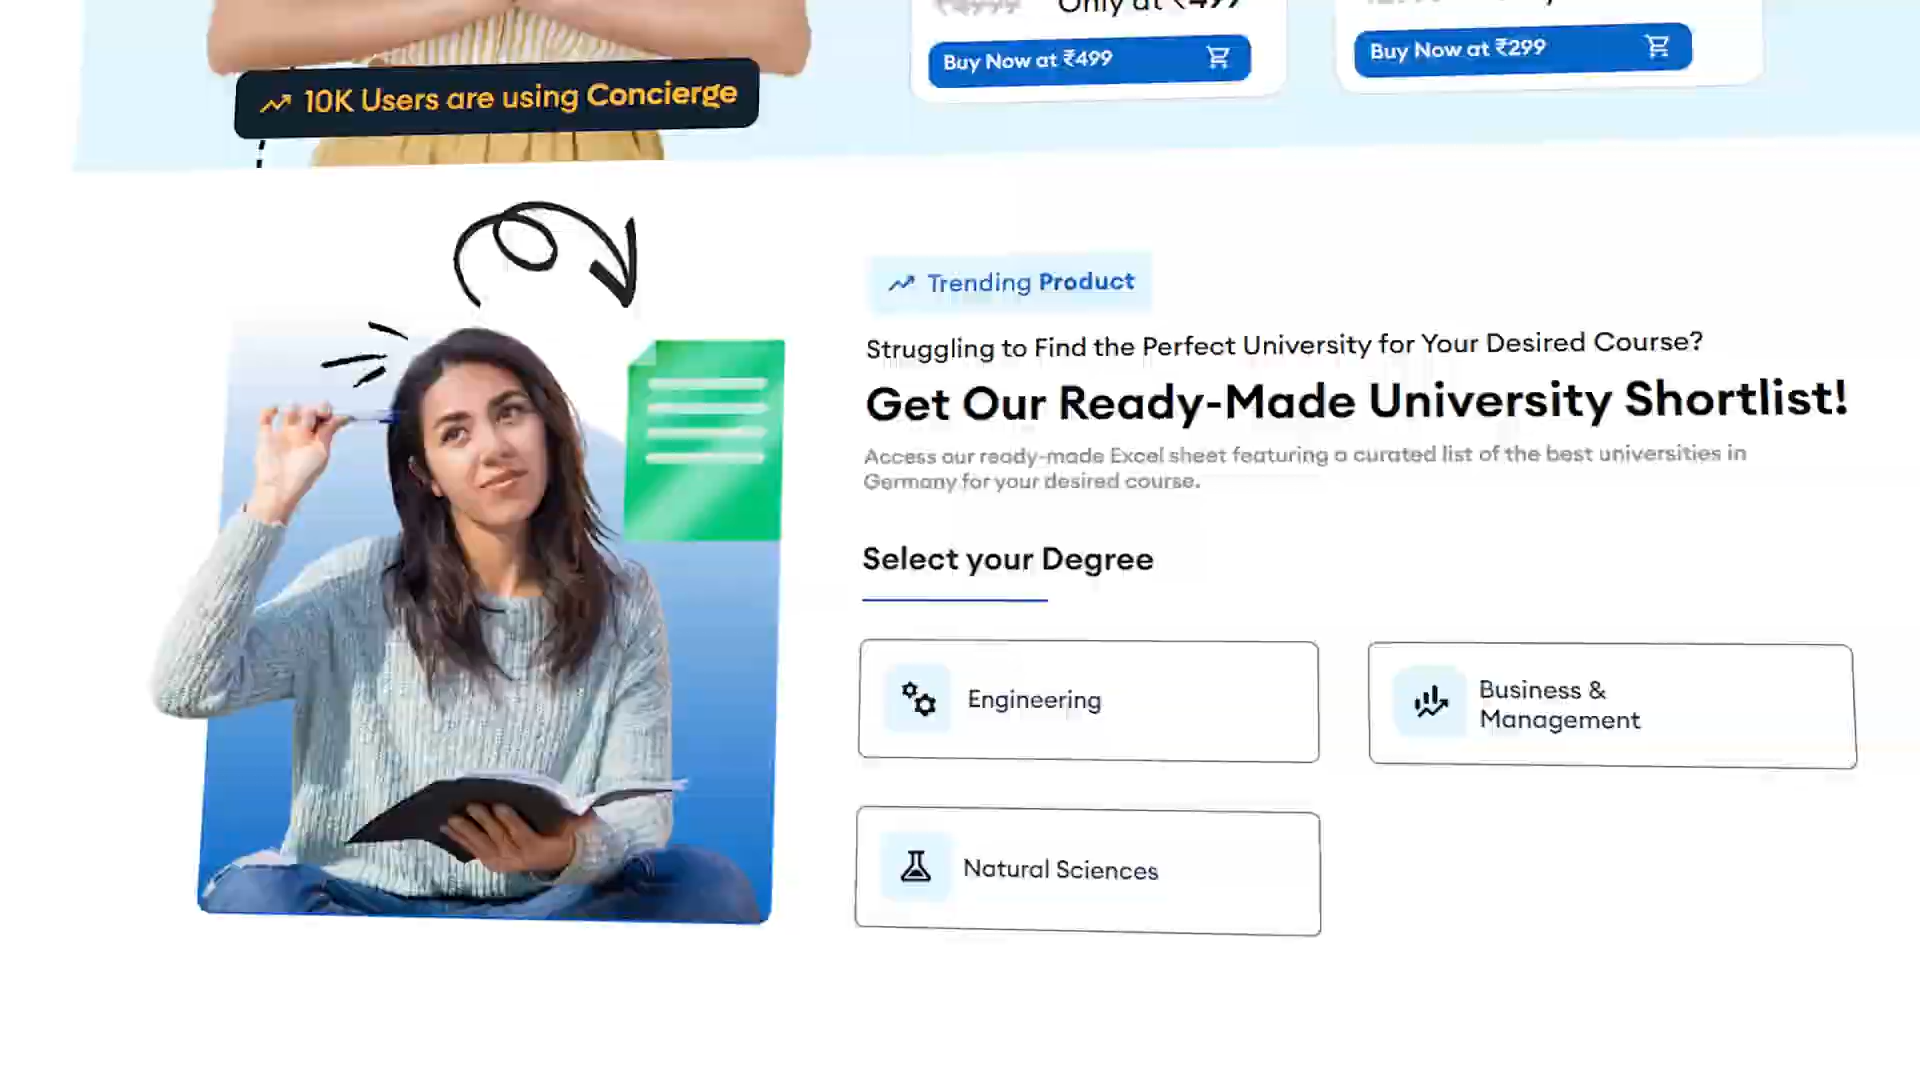 Only at ₹499
Buy Now at ₹499
Buy Now at ₹299
10K Users are using Concierge
Trending Product
Struggling to Find the Perfect University for Your Desired Course?
Get Our Ready-Made University Shortlist!
Access our ready-made Excel sheet featuring a curated list of the best universities in
Germany for your desired course.
Select your Degree
Engineering
Business &
Management
Natural Sciences